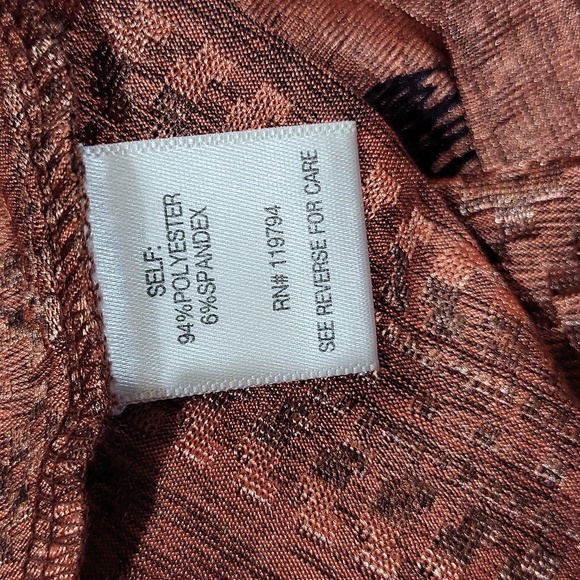 SELF:
94%POLYESTER
6%SPANDEX
RN# 119794
SEE REVERSE FOR CARE